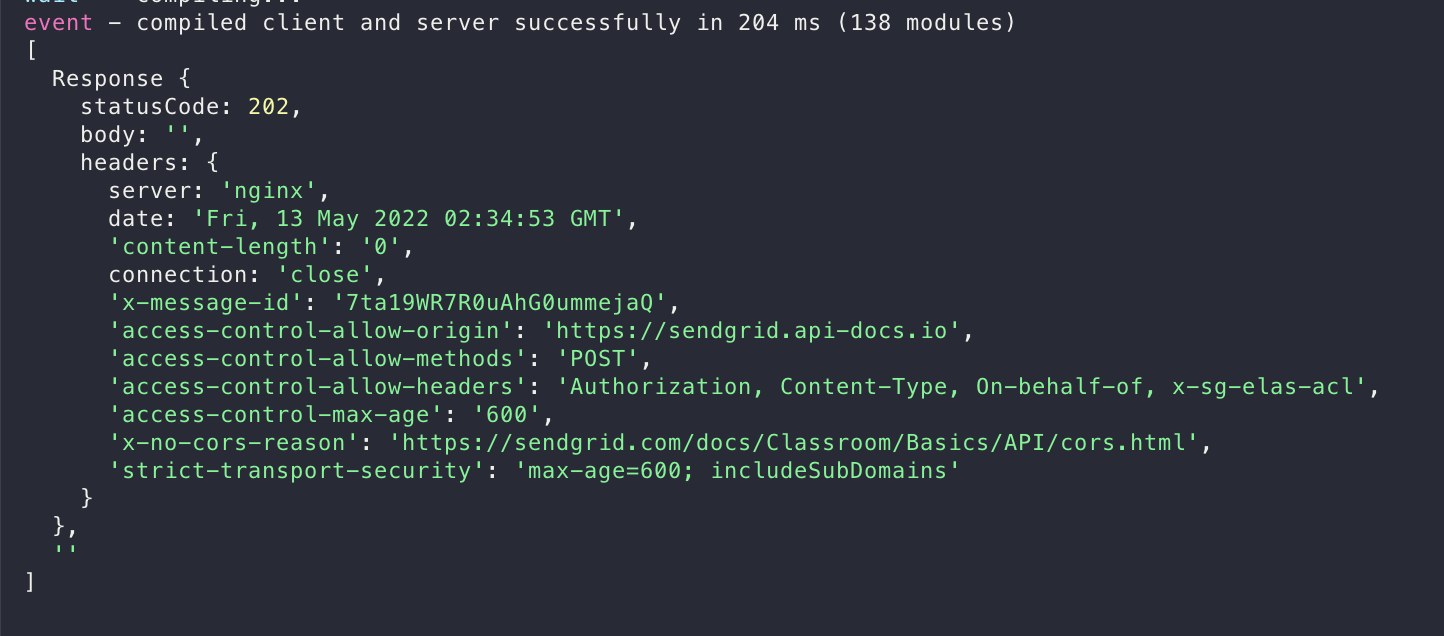 wait - compiling...
event - compiled client and server successfully in 204 ms (138 modules)
[
  Response {
    statusCode: 202,
    body: '',
    headers: {
      server: 'nginx',
      date: 'Fri, 13 May 2022 02:34:53 GMT',
      'content-length': '0',
      connection: 'close',
      'x-message-id': '7ta19WR7R0uAhG0ummejaQ',
      'access-control-allow-origin': 'https://sendgrid.api-docs.io',
      'access-control-allow-methods': 'POST',
      'access-control-allow-headers': 'Authorization, Content-Type, On-behalf-of, x-sg-elas-acl',
      'access-control-max-age': '600',
      'x-no-cors-reason': 'https://sendgrid.com/docs/Classroom/Basics/API/cors.html',
      'strict-transport-security': 'max-age=600; includeSubDomains'
    }
  },
  ''
]